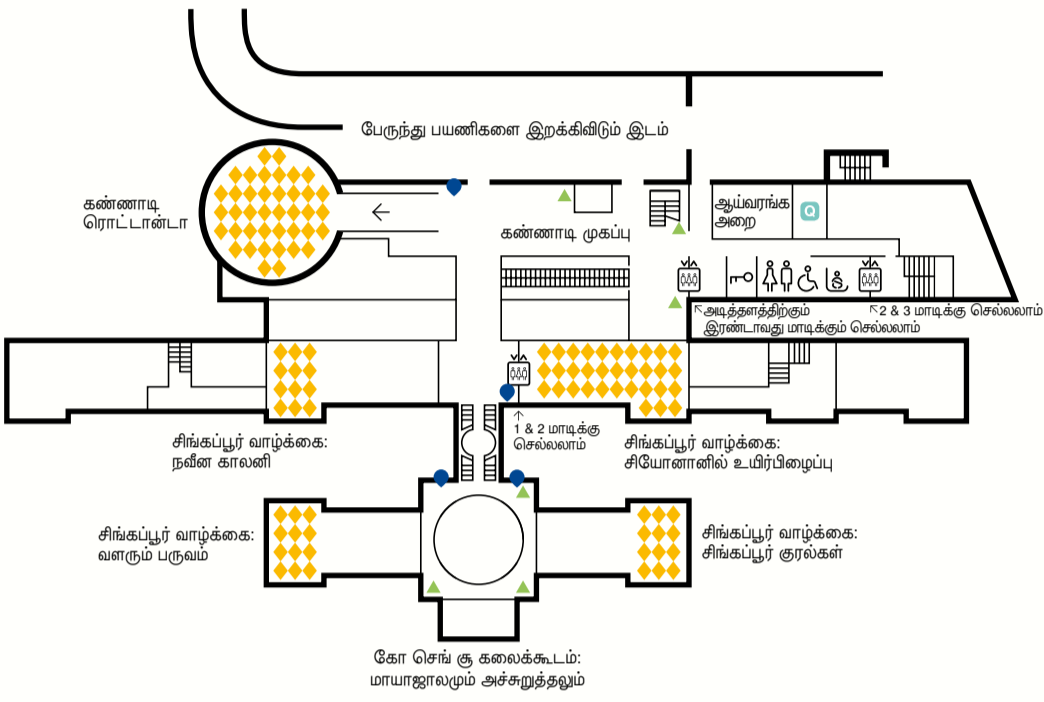 பேருந்து பயணிகளை இறக்கிவிடும் இடம்
கண்ணாடி
ரொட்டான்டா
ஆய்வரங்க
அறை
Q
கண்ணாடி முகப்பு
அடித்தளத்திற்கும்
இரண்டாவது மாடிக்கும் செல்லலாம்
2 & 3 மாடிக்கு செல்லலாம்
1 & 2 மாடிக்கு
செல்லலாம்
சிங்கப்பூர் வாழ்க்கை:
நவீன காலனி
சிங்கப்பூர் வாழ்க்கை:
சியோனானில் உயிர்பிழைப்பு
சிங்கப்பூர் வாழ்க்கை:
வளரும் பருவம்
சிங்கப்பூர் வாழ்க்கை:
சிங்கப்பூர் குரல்கள்
கோ செங் சூ கலைக்கூடம்:
மாயாஜாலமும் அச்சுறுத்தலும்